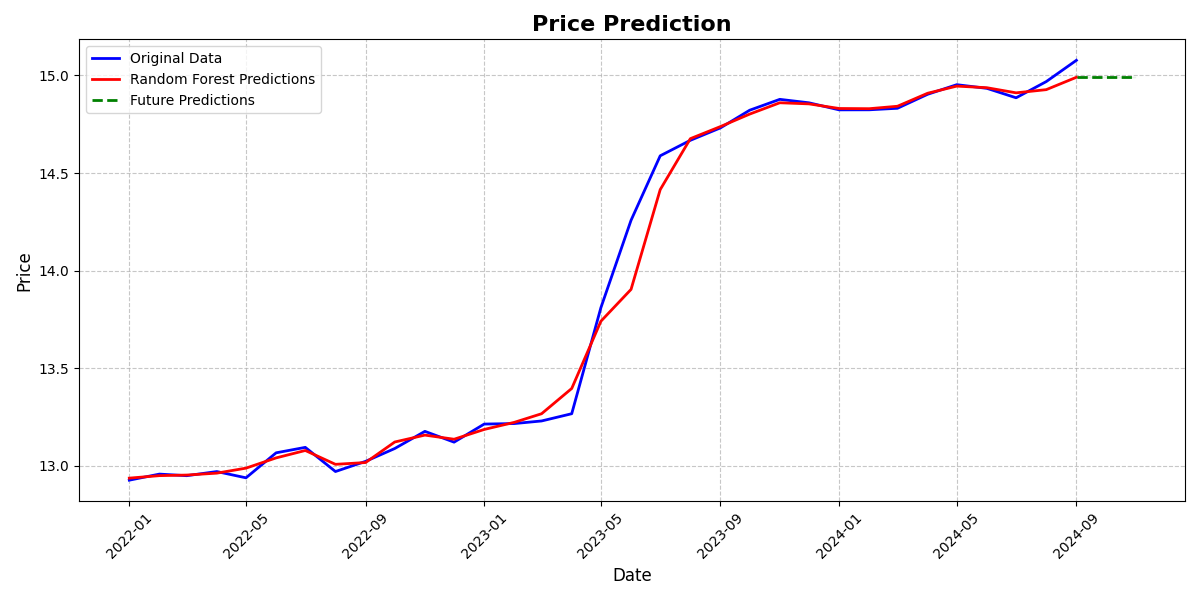 Price Prediction
Original Data
Random Forest Predictions
Future Predictions
Price
15.0
14.5
14.0
13.5
13.0
2022-01
2022-05
2022-09
2023-01
2023-05
2023-09
2024-01
2024-05
2024-09
Date